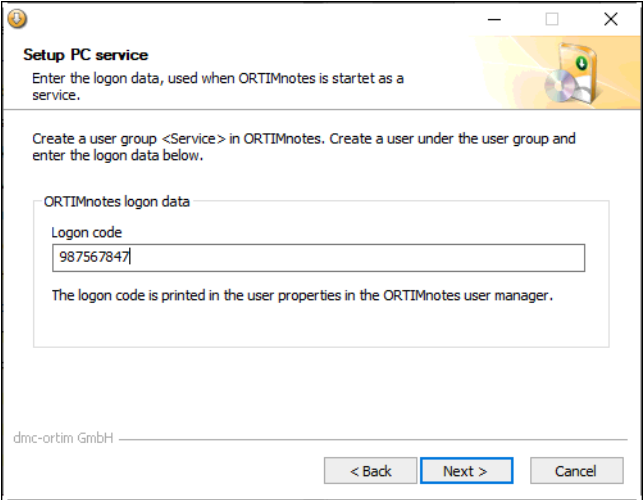 Setup PC service
Enter the logon data, used when ORTIMnotes is startet as a
service.
Create a user group <Service> in ORTIMnotes. Create a user under the user group and
enter the logon data below.
ORTIMnotes logon data
Logon code
987567847
The logon code is printed in the user properties in the ORTIMnotes user manager.
dmc-ortim GmbH
< Back Next > Cancel